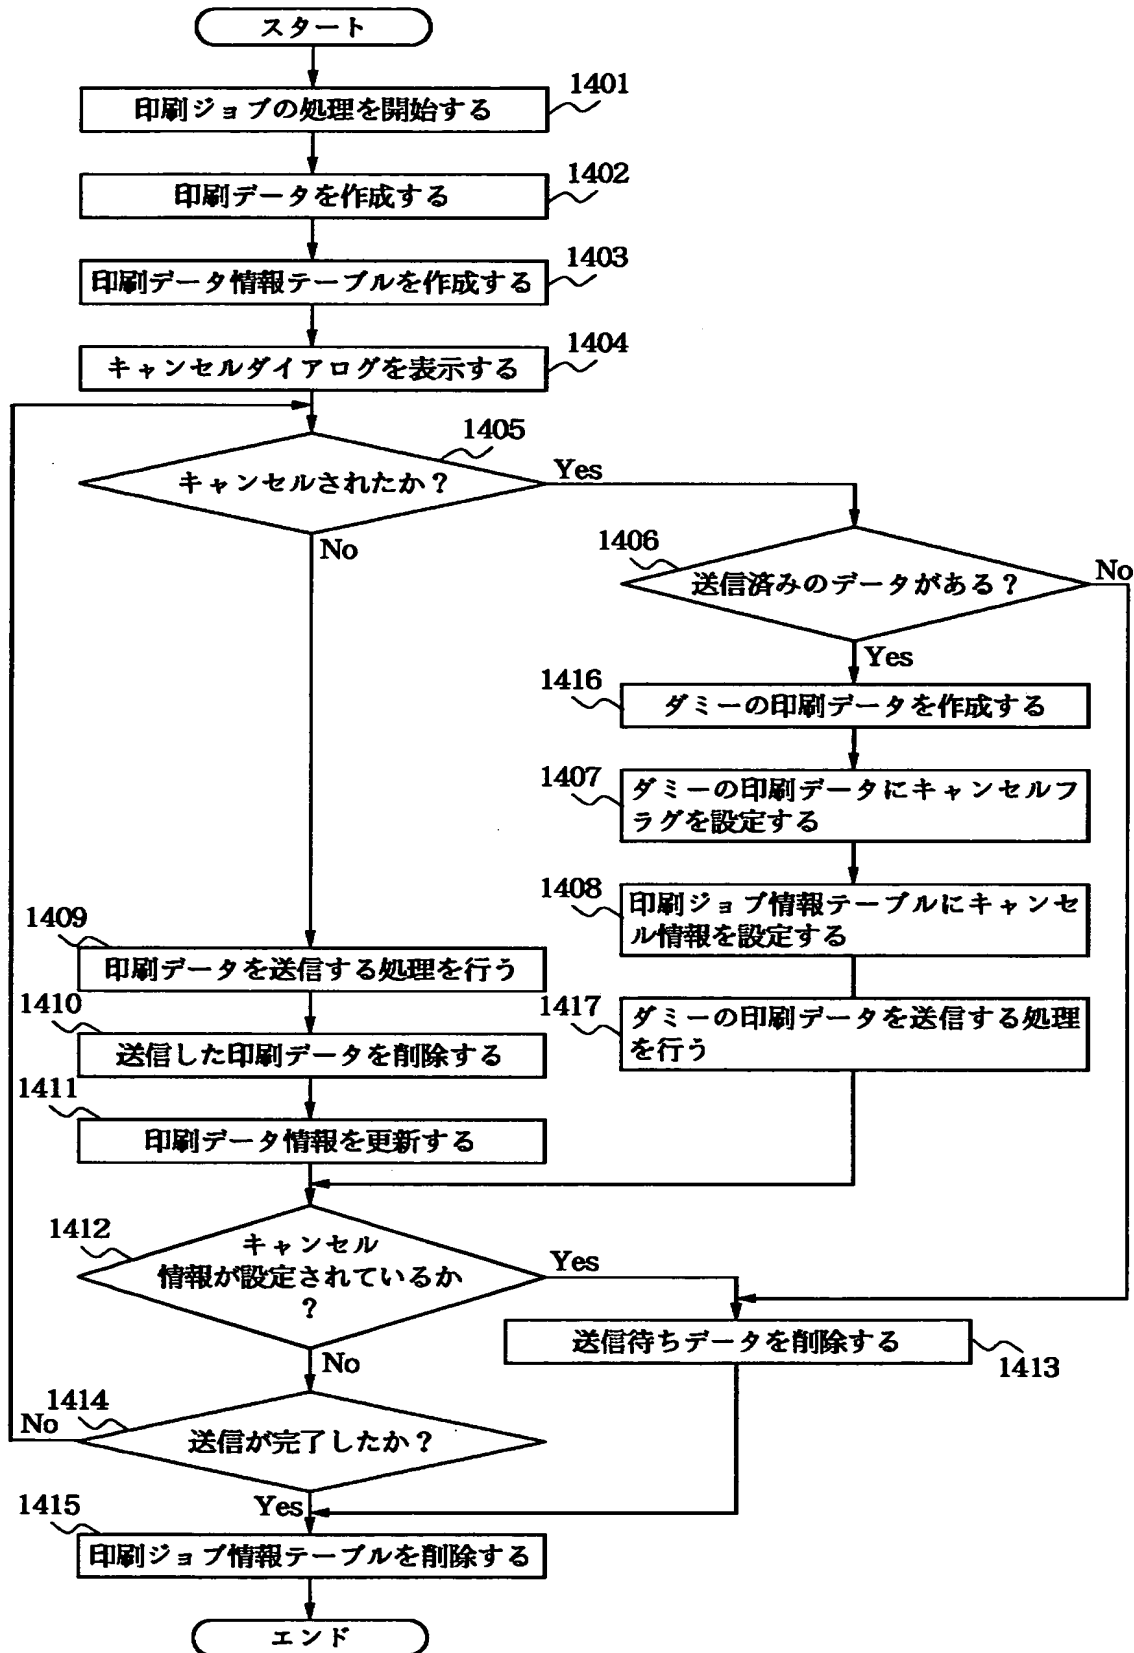 スタート
1401
印刷ジョブの処理を開始する
1402
印刷データを作成する
1403
印刷データ情報テーブルを作成する
1404
キャンセルダイアログを表示する
1405
キャンセルされたか？
Yes
No
1406
送信済みのデータがある？
No
Yes
1416
ダミーの印刷データを作成する
1407
ダミーの印刷データにキャンセルフ
ラグを設定する
1408
印刷ジョブ情報テーブルにキャンセ
ル情報を設定する
1417
ダミーの印刷データを送信する処理
を行う
1409
印刷データを送信する処理を行う
1410
送信した印刷データを削除する
1411
印刷データ情報を更新する
1412
キャンセル
情報が設定されているか
？
Yes
No
送信待ちデータを削除する
1413
1414
No
送信が完了したか？
Yes
1415
印刷ジョブ情報テーブルを削除する
エンド